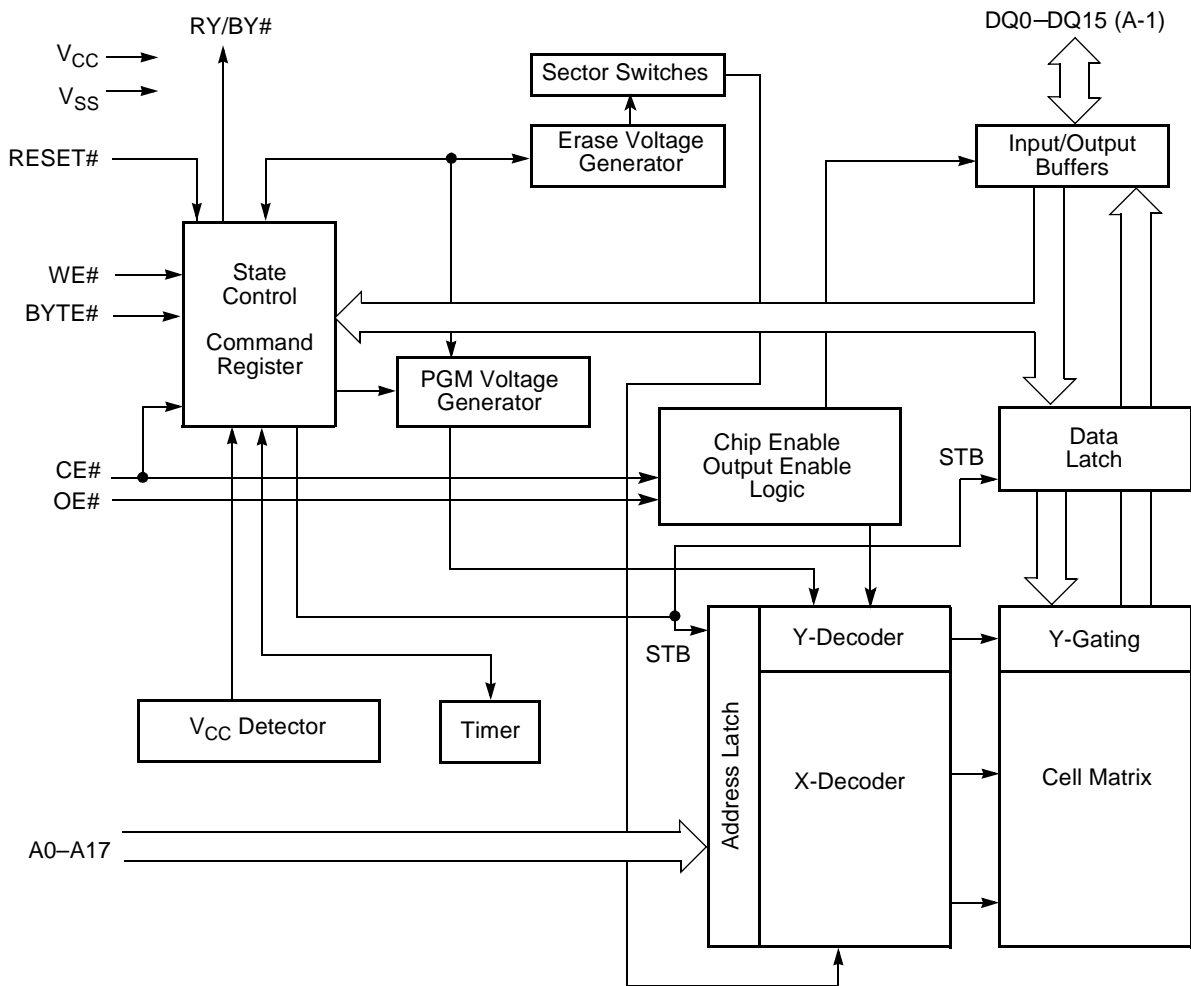 RY/BY#
DQ0–DQ15 (A-1)
VCC
VSS
Sector Switches
Erase Voltage
Generator
Input/Output
Buffers
RESET#
WE#
BYTE#
State
Control
Command
Register
PGM Voltage
Generator
Chip Enable
Output Enable
Logic
Data
Latch
STB
CE#
OE#
STB
Y-Decoder
Y-Gating
VCC Detector
Timer
Address Latch
X-Decoder
Cell Matrix
A0–A17